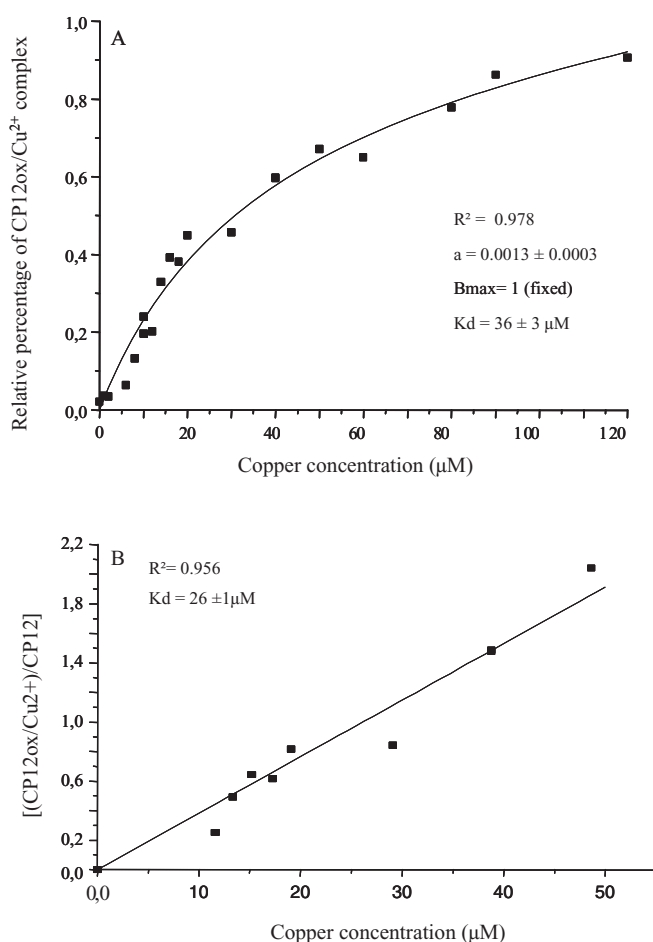 A
1,0
0,8
0,6
0,4
0,2
0,0
Relative percentage of CP12ox/Cu²⁺ complex
R² = 0.978
a = 0.0013 ± 0.0003
Bmax= 1 (fixed)
Kd = 36 ± 3 µM
0 20 40 60 80 100 120
Copper concentration (µM)
B
2,2
1,8
1,4
1,0
0,6
0,2
0,0
[(CP12ox/Cu2+)/CP12]
R²= 0.956
Kd = 26 ±1µM
0,0 10 20 30 40 50
Copper concentration (µM)